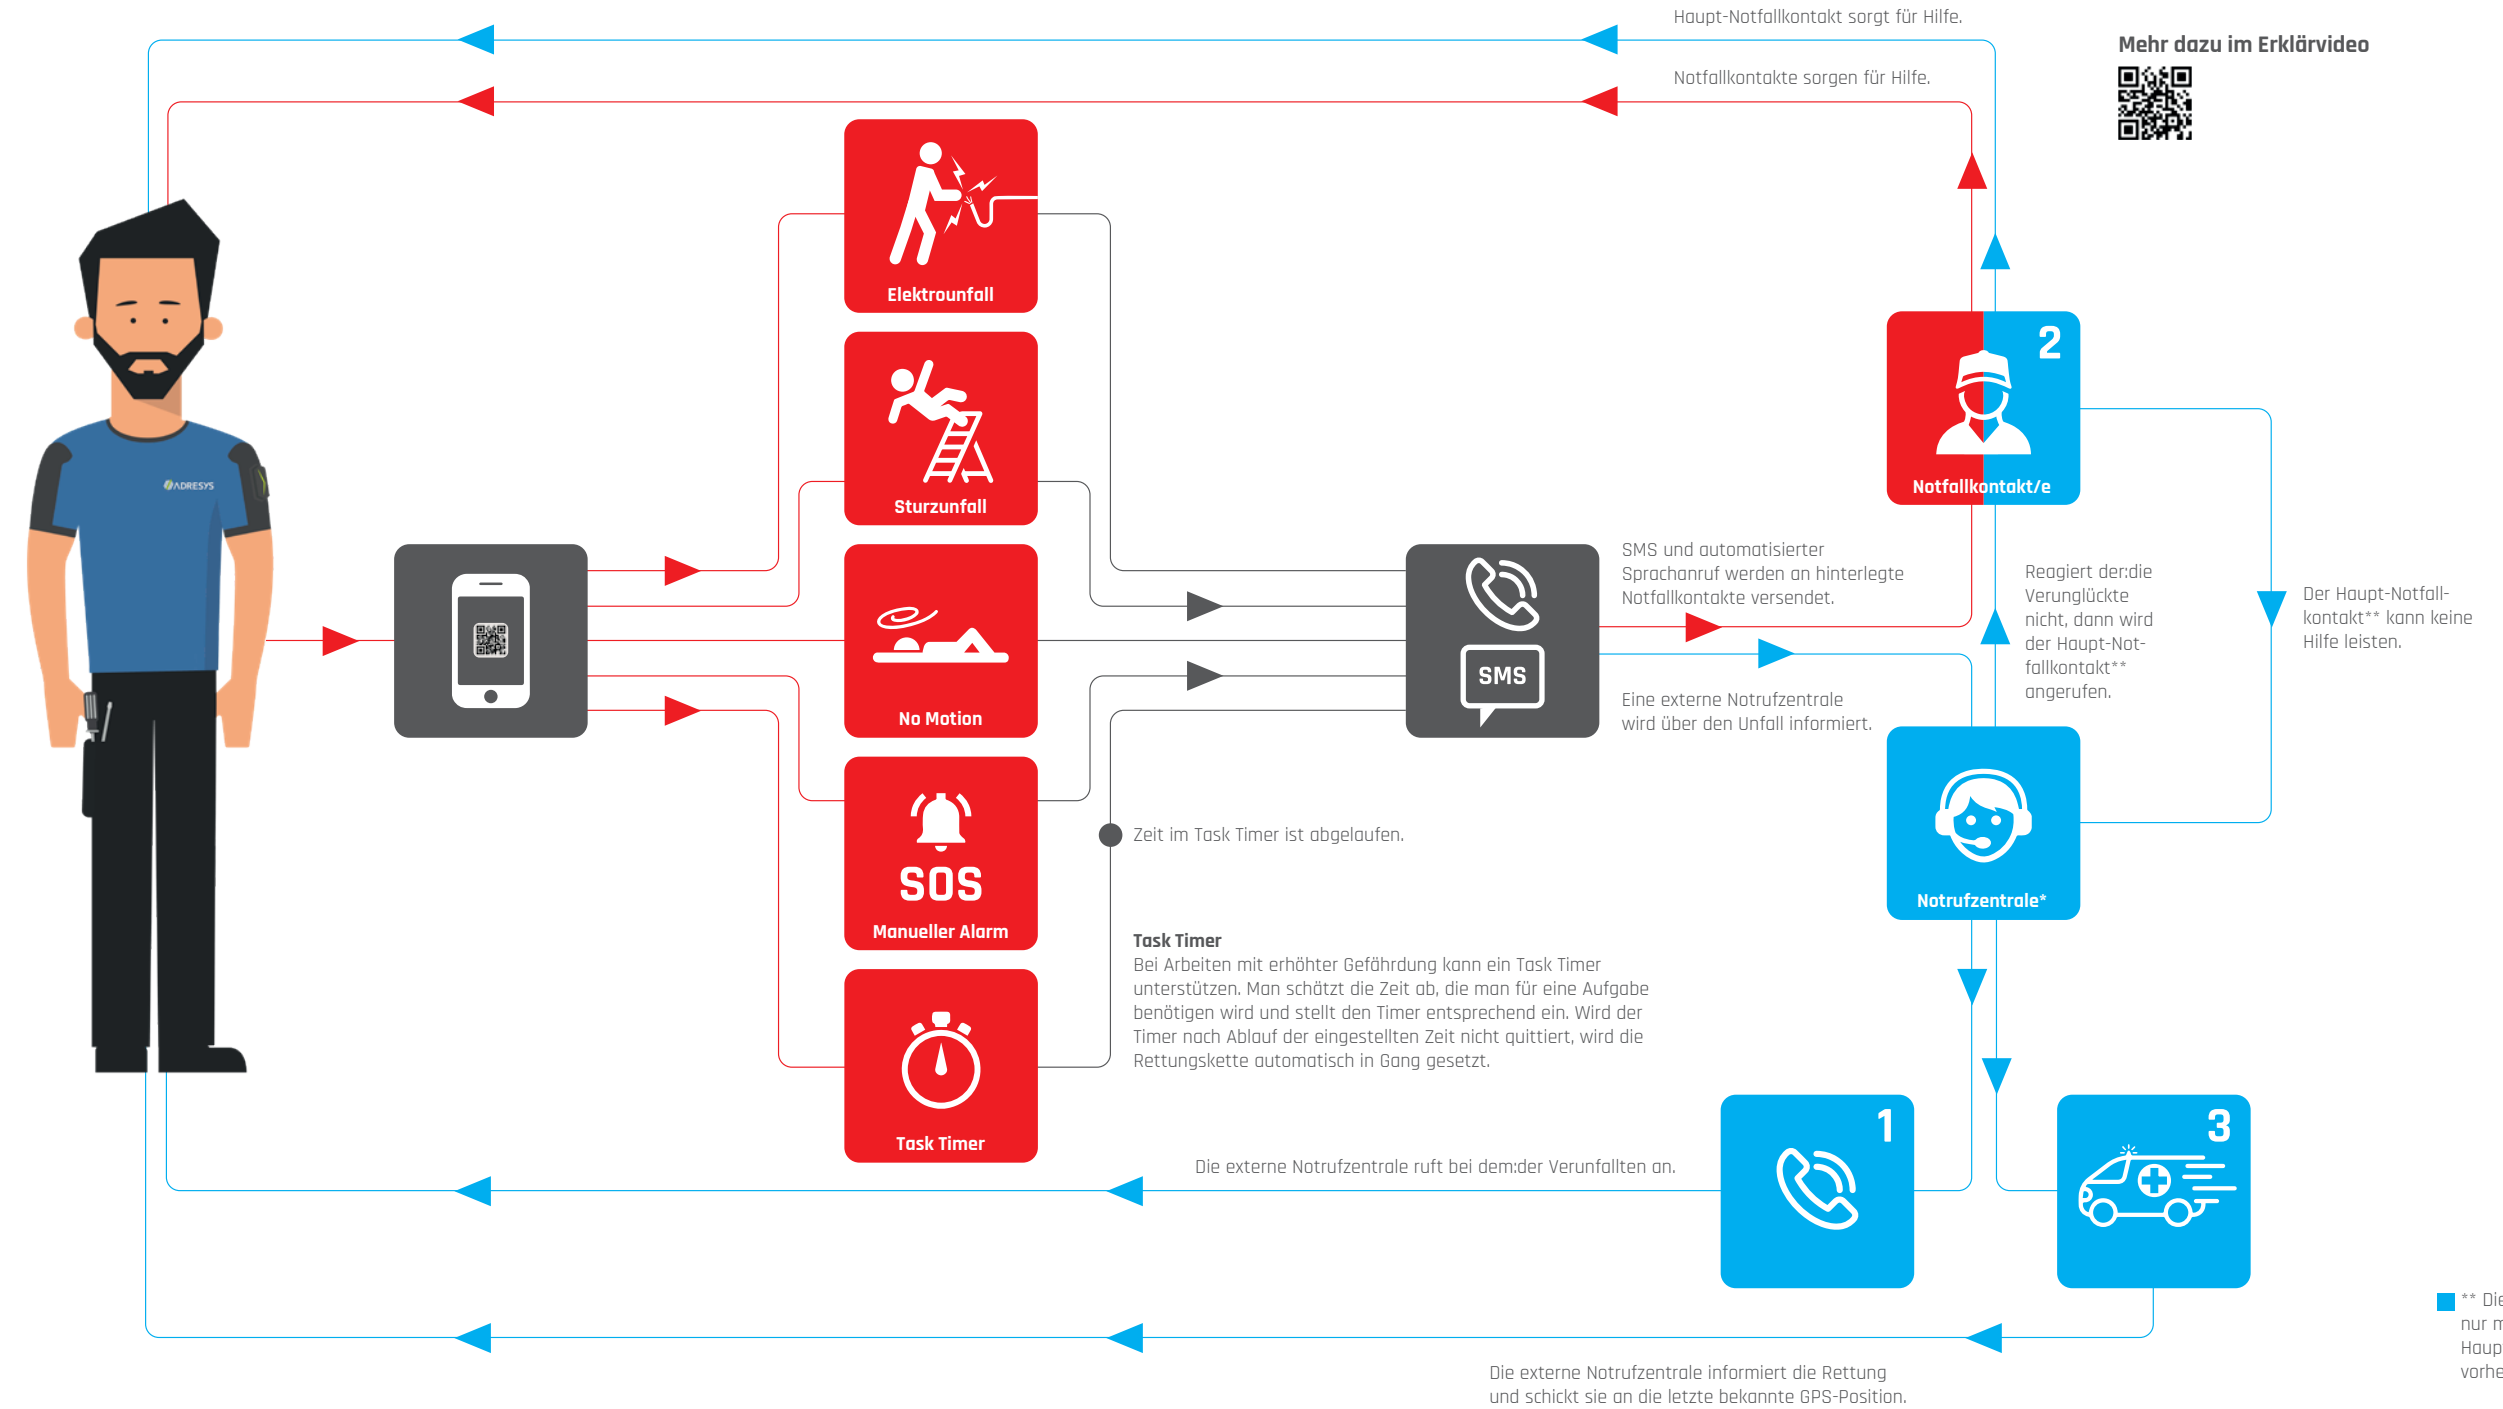 Haupt-Notfallkontakt sorgt für Hilfe.
Mehr dazu im Erklärvideo
Notfallkontakte sorgen für Hilfe.
Elektrounfall
Sturzunfall
No Motion
SOS
Manueller Alarm
Task Timer
ADRESYS
SMS
SMS und automatisierter
Sprachanruf werden an hinterlegte
Notfallkontakte versendet.
Eine externe Notrufzentrale
wird über den Unfall informiert.
2
Notfallkontakt/e
Reagiert der:die
Verunglückte
nicht, dann wird
der Haupt-Not-
fallkontakt**
angerufen.
Der Haupt-Notfall-
kontakt** kann keine
Hilfe leisten.
Notrufzentrale*
Zeit im Task Timer ist abgelaufen.
Task Timer
Bei Arbeiten mit erhöhter Gefährdung kann ein Task Timer
unterstützen. Man schätzt die Zeit ab, die man für eine Aufgabe
benötigen wird und stellt den Timer entsprechend ein. Wird der
Timer nach Ablauf der eingestellten Zeit nicht quittiert, wird die
Rettungskette automatisch in Gang gesetzt.
1
3
Die externe Notrufzentrale ruft bei dem:der Verunfallten an.
Die externe Notrufzentrale informiert die Rettung
und schickt sie an die letzte bekannte GPS-Position.
** Die
nur
Haup
vorhe